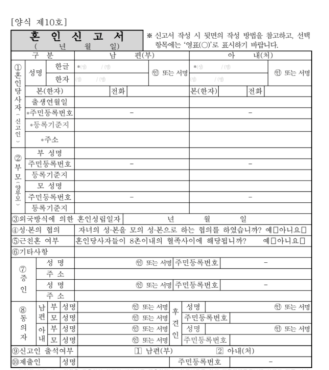 [양식 제10호]
혼 인 신 고 서
( 년 월 일)
※ 신고서 작성 시 뒷면의 작성 방법을 참고하고, 선택항목에는 '영표(○)'로 표시하기 바랍니다.
구 분 남 편(부) 아 내(처)
①혼인당사자 (신고인)
성명 한글 *(성) /(명) ㊞ 또는 서명 *(성) /(명) ㊞ 또는 서명
한자 (성) /(명) (성) /(명)
본(한자) 전화 본(한자) 전화
출생연월일
*주민등록번호 - -
*등록기준지
*주소
②부모(양부모)
부 성명
주민등록번호 - -
등록기준지
모 성명
주민등록번호 - -
등록기준지
③외국방식에 의한 혼인성립일자 년 월 일
④성·본의 협의 자녀의 성·본을 모의 성·본으로 하는 협의를 하였습니까? 예□아니요□
⑤근친혼 여부 혼인당사자들이 8촌이내의 혈족사이에 해당됩니까? 예□아니요□
⑥기타사항
⑦증인
성 명 ㊞ 또는 서명 주민등록번호 -
주 소
성 명 ㊞ 또는 서명 주민등록번호 -
주 소
⑧동의자
남편 부 성명 ㊞ 또는 서명 후견인 성명 ㊞ 또는 서명
모 성명 ㊞ 또는 서명 주민등록번호
아내 부 성명 ㊞ 또는 서명 성명 ㊞ 또는 서명
모 성명 ㊞ 또는 서명 주민등록번호
⑨신고인 출석여부 ① 남편(부) ② 아내(처)
⑩제출인 성명 주민등록번호 -